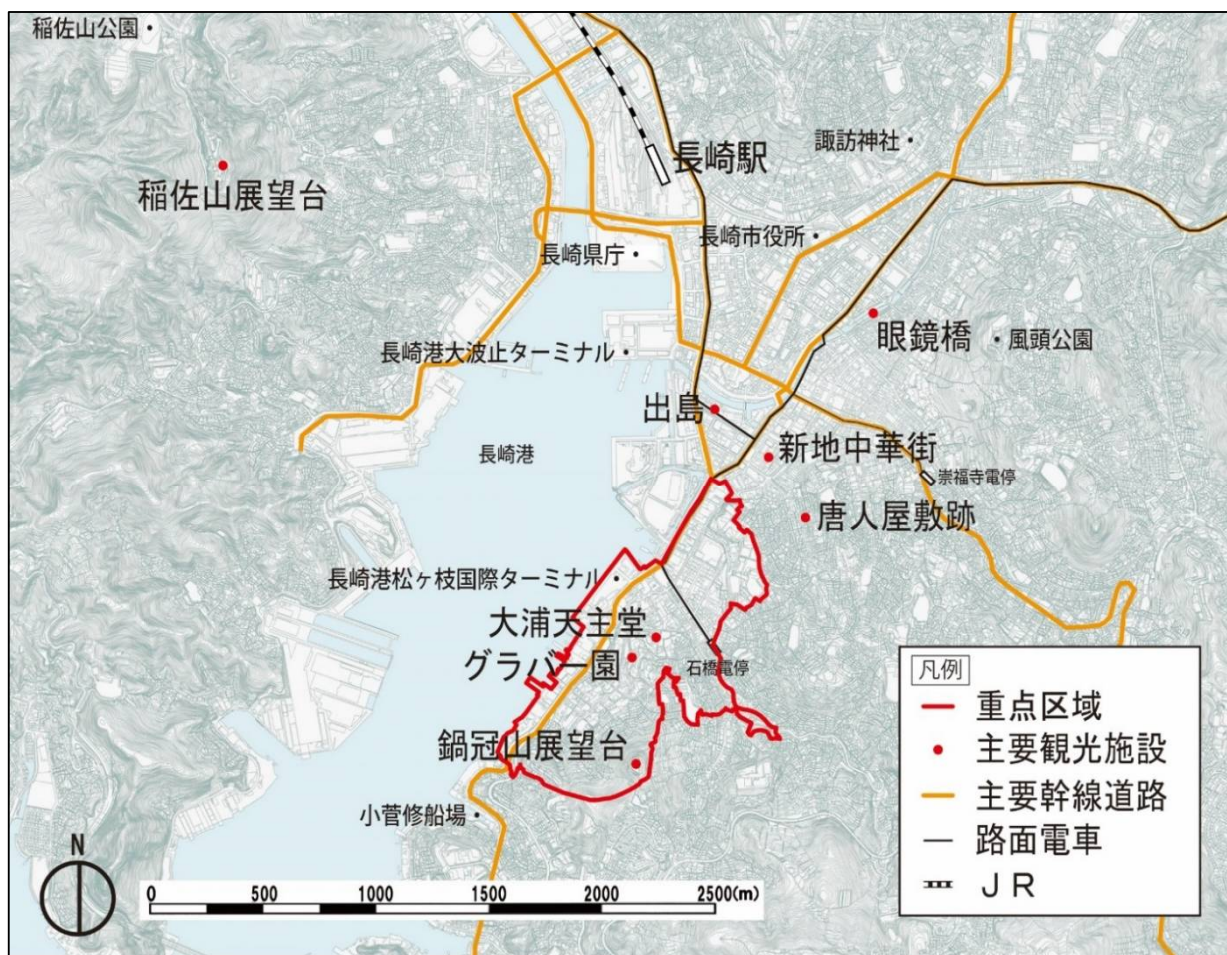 稲佐山公園
長崎駅
諏訪神社
稲佐山展望台
長崎市役所
長崎県庁
眼鏡橋
風頭公園
長崎港大波止ターミナル
出島
新地中華街
長崎港
崇福寺電停
唐人屋敷跡
長崎港松ヶ枝国際ターミナル
大浦天主堂
グラバー園
石橋電停
鍋冠山展望台
小菅修船場
凡例
重点区域
主要観光施設
主要幹線道路
路面電車
ＪＲ
N
0 500 1000 1500 2000 2500(m)